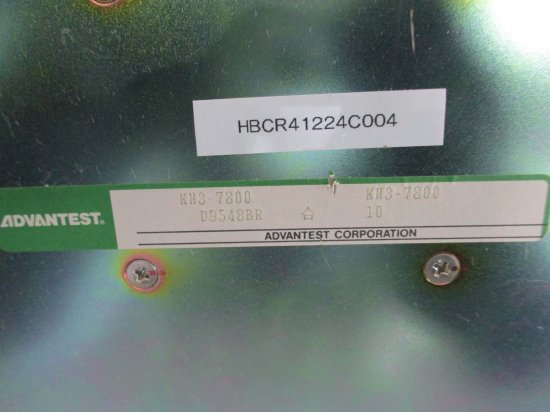 HBCR41224C004
ADVANTEST®
KH3-7800 KH3-7800
D9548BR 10
ADVANTEST CORPORATION